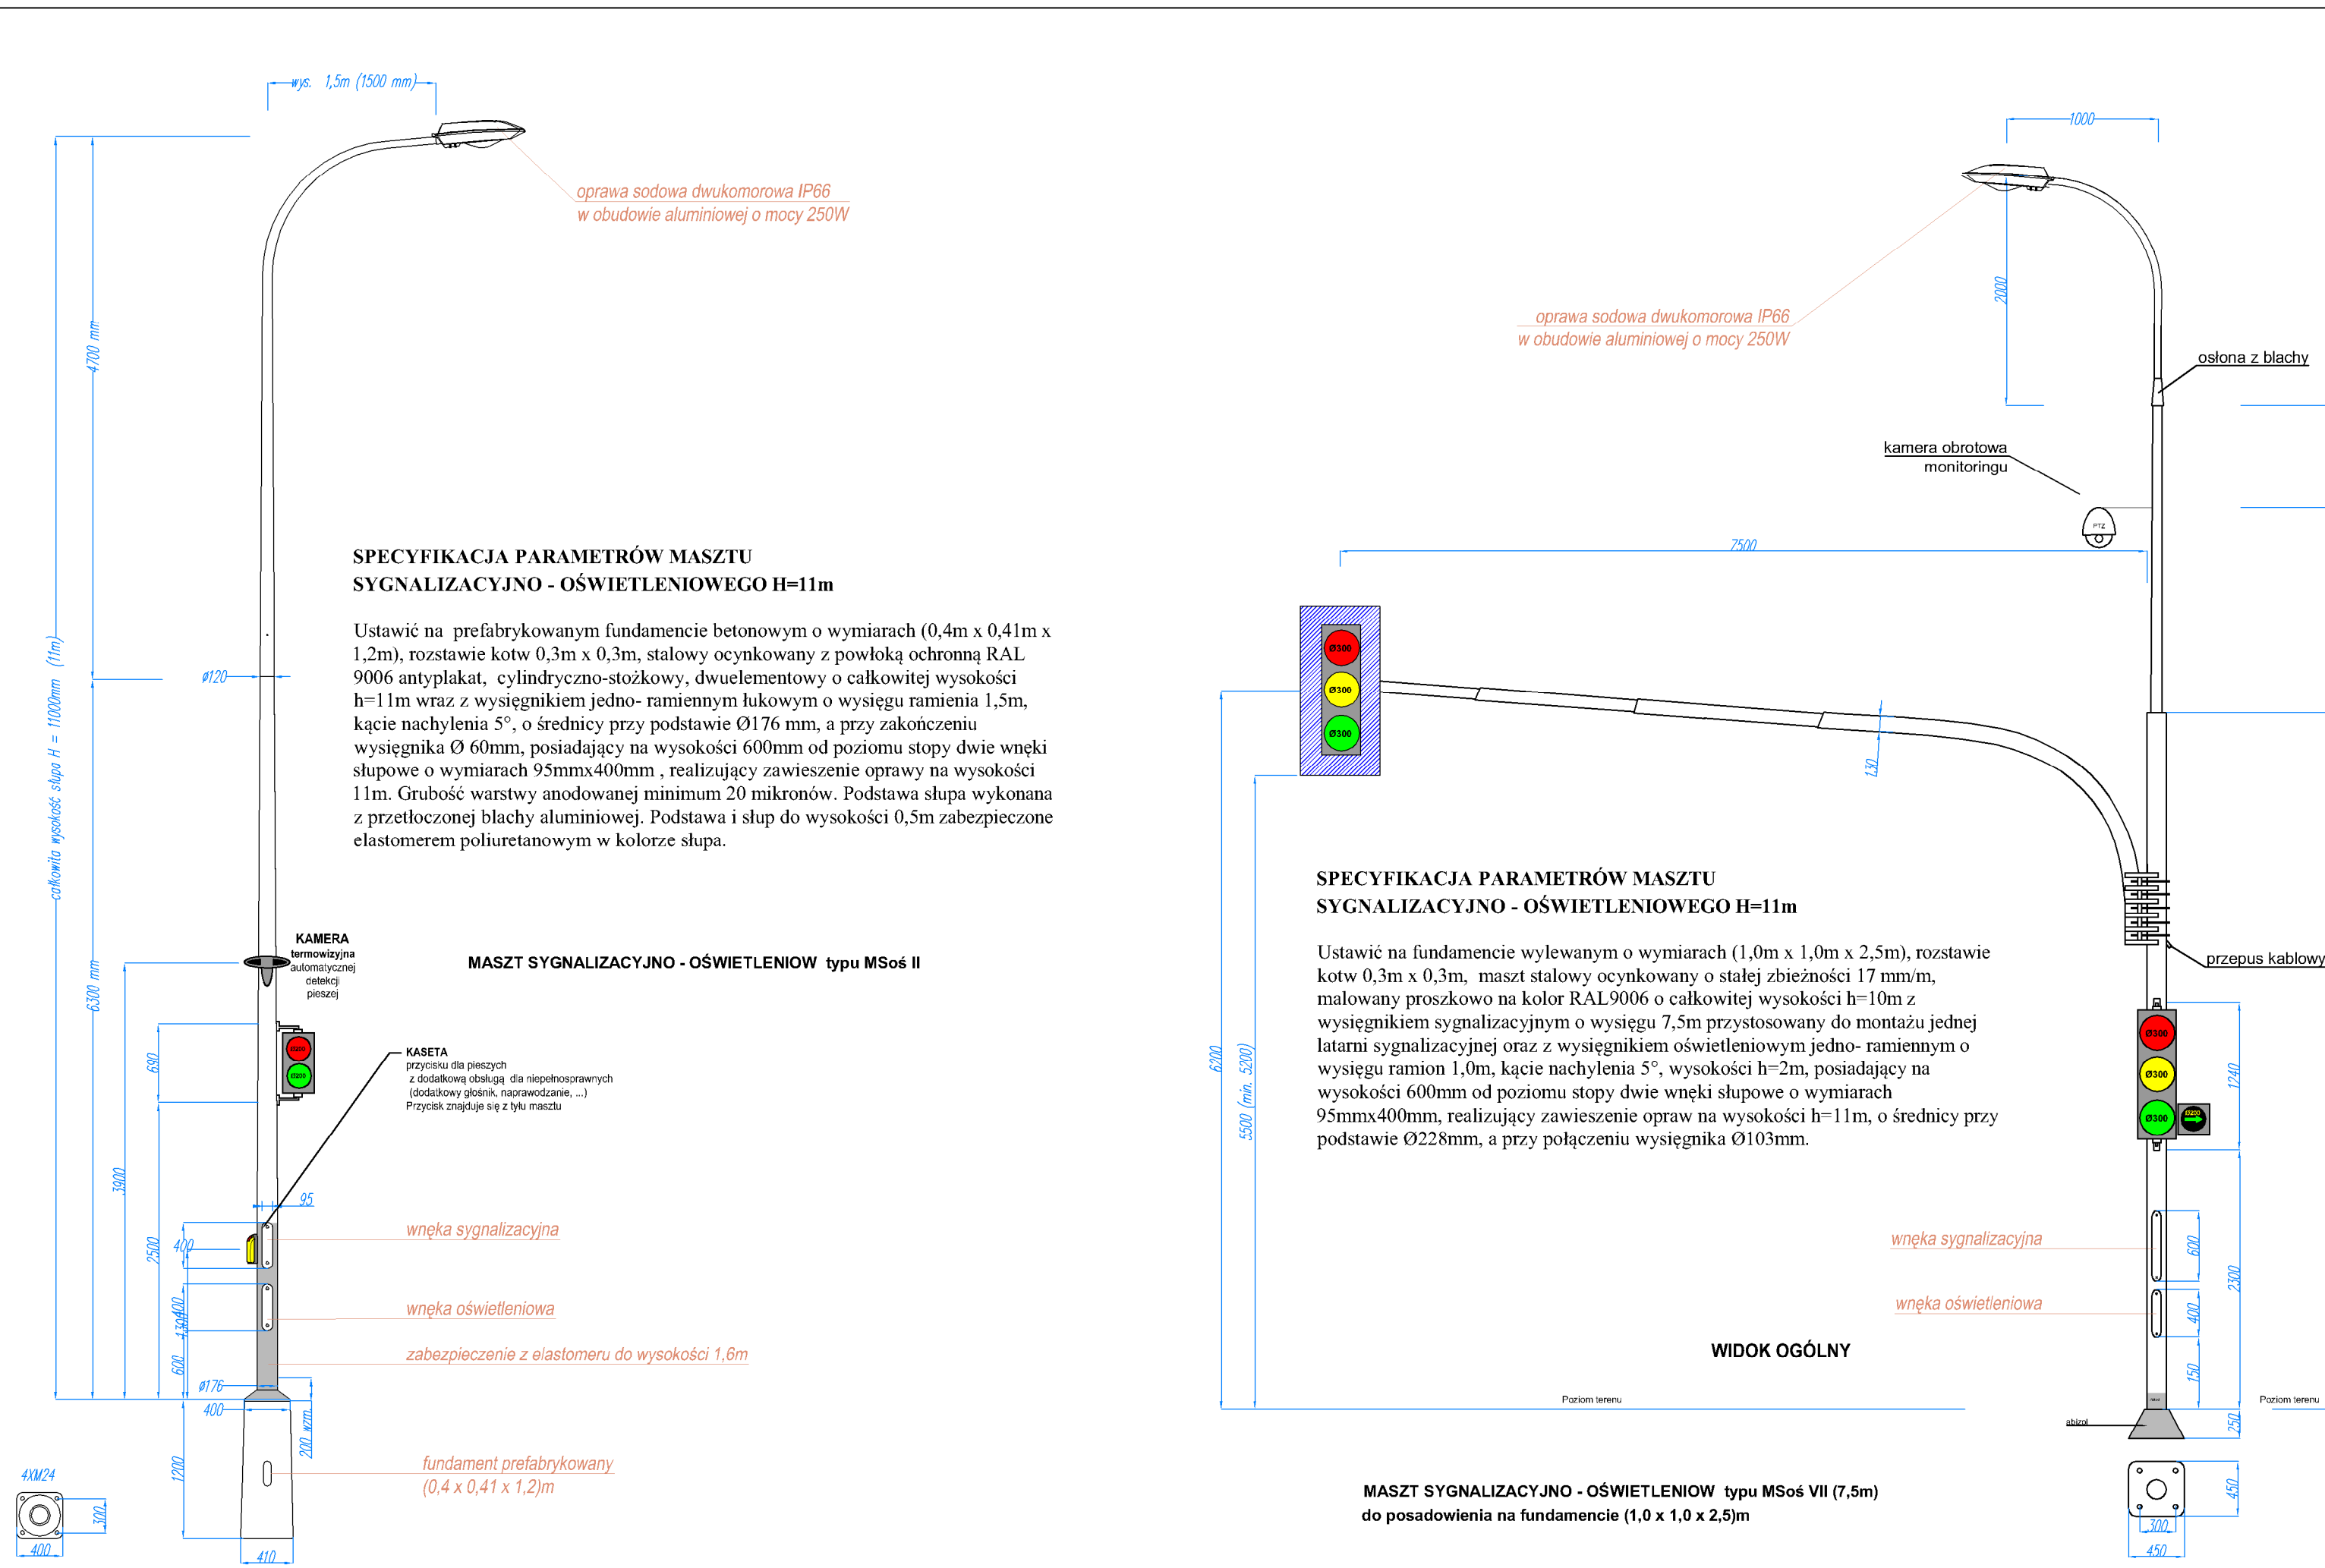 wys. 1,5m (1500 mm)
oprawa sodowa dwukomorowa IP66
w obudowie aluminiowej o mocy 250W
4700 mm
całkowita wysokość słupa H = 11000mm (11m)
ø120
6300 mm
3900
690
2500
SPECYFIKACJA PARAMETRÓW MASZTU
SYGNALIZACYJNO - OŚWIETLENIOWEGO H=11m
Ustawić na prefabrykowanym fundamencie betonowym o wymiarach (0,4m x 0,41m x
1,2m), rozstawie kotw 0,3m x 0,3m, stalowy ocynkowany z powłoką ochronną RAL
9006 antyplakat, cylindryczno-stożkowy, dwuelementowy o całkowitej wysokości
h=11m wraz z wysięgnikiem jedno- ramiennym łukowym o wysięgu ramienia 1,5m,
kącie nachylenia 5°, o średnicy przy podstawie Ø176 mm, a przy zakończeniu
wysięgnika Ø 60mm, posiadający na wysokości 600mm od poziomu stopy dwie wnęki
słupowe o wymiarach 95mmx400mm , realizujący zawieszenie oprawy na wysokości
11m. Grubość warstwy anodowanej minimum 20 mikronów. Podstawa słupa wykonana
z przetłoczonej blachy aluminiowej. Podstawa i słup do wysokości 0,5m zabezpieczone
elastomerem poliuretanowym w kolorze słupa.
KAMERA
termowizyjna
automatycznej
detekcji
pieszej
MASZT SYGNALIZACYJNO - OŚWIETLENIOW typu MSoś II
Ø200
Ø200
KASETA
przycisku dla pieszych
z dodatkową obsługą dla niepełnosprawnych
(dodatkowy głośnik, naprawodzanie, ...)
Przycisk znajduje się z tyłu masztu
95
400
wnęka sygnalizacyjna
400
1300
wnęka oświetleniowa
600
zabezpieczenie z elastomeru do wysokości 1,6m
ø176
400
200 wzm.
1200
fundament prefabrykowany
(0,4 x 0,41 x 1,2)m
410
4XM24
300
400
1000
2000
oprawa sodowa dwukomorowa IP66
w obudowie aluminiowej o mocy 250W
osłona z blachy
kamera obrotowa
monitoringu
PTZ
7500
Ø300
Ø300
Ø300
130
6200
5500 (min. 5200)
SPECYFIKACJA PARAMETRÓW MASZTU
SYGNALIZACYJNO - OŚWIETLENIOWEGO H=11m
Ustawić na fundamencie wylewanym o wymiarach (1,0m x 1,0m x 2,5m), rozstawie
kotw 0,3m x 0,3m, maszt stalowy ocynkowany o stałej zbieżności 17 mm/m,
malowany proszkowo na kolor RAL9006 o całkowitej wysokości h=10m z
wysięgnikiem sygnalizacyjnym o wysięgu 7,5m przystosowany do montażu jednej
latarni sygnalizacyjnej oraz z wysięgnikiem oświetleniowym jedno- ramiennym o
wysięgu ramion 1,0m, kącie nachylenia 5°, wysokości h=2m, posiadający na
wysokości 600mm od poziomu stopy dwie wnęki słupowe o wymiarach
95mmx400mm, realizujący zawieszenie opraw na wysokości h=11m, o średnicy przy
podstawie Ø228mm, a przy połączeniu wysięgnika Ø103mm.
przepus kablowy
Ø300
Ø300
Ø300
Ø200
1240
wnęka sygnalizacyjna
600
2300
wnęka oświetleniowa
400
WIDOK OGÓLNY
150
Poziom terenu
Poziom terenu
abizol
250
MASZT SYGNALIZACYJNO - OŚWIETLENIOW typu MSoś VII (7,5m)
do posadowienia na fundamencie (1,0 x 1,0 x 2,5)m
450
300
450